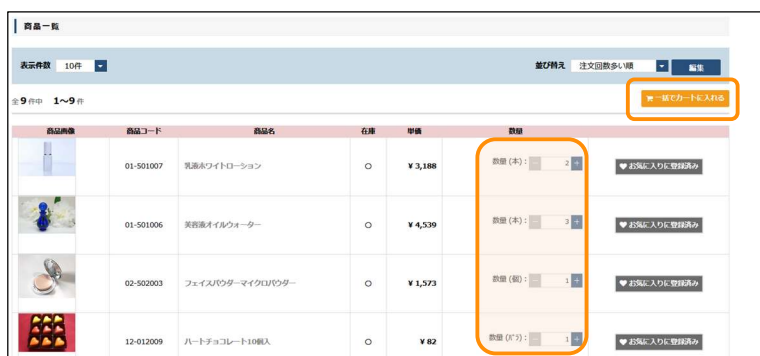 商品一覧
表示件数 10件 並び替え 注文回数多い順 編集
全9件中 1～9件 一括でカートに入れる
商品画像 商品コード 商品名 在庫 単価 数量
01-501007 乳液ホワイトローション ○ ¥ 3,188 数量 (本) : － 2 + お気に入りに登録済み
01-501006 美容液オイルウォーター ○ ¥ 4,539 数量 (本) : － 3 + お気に入りに登録済み
02-502003 フェイスパウダーマイクロパウダー ○ ¥ 1,573 数量 (個) : － 1 + お気に入りに登録済み
12-012009 ハートチョコレート10個入 ○ ¥ 82 数量 (ﾊﾞﾗ) : － 1 + お気に入りに登録済み